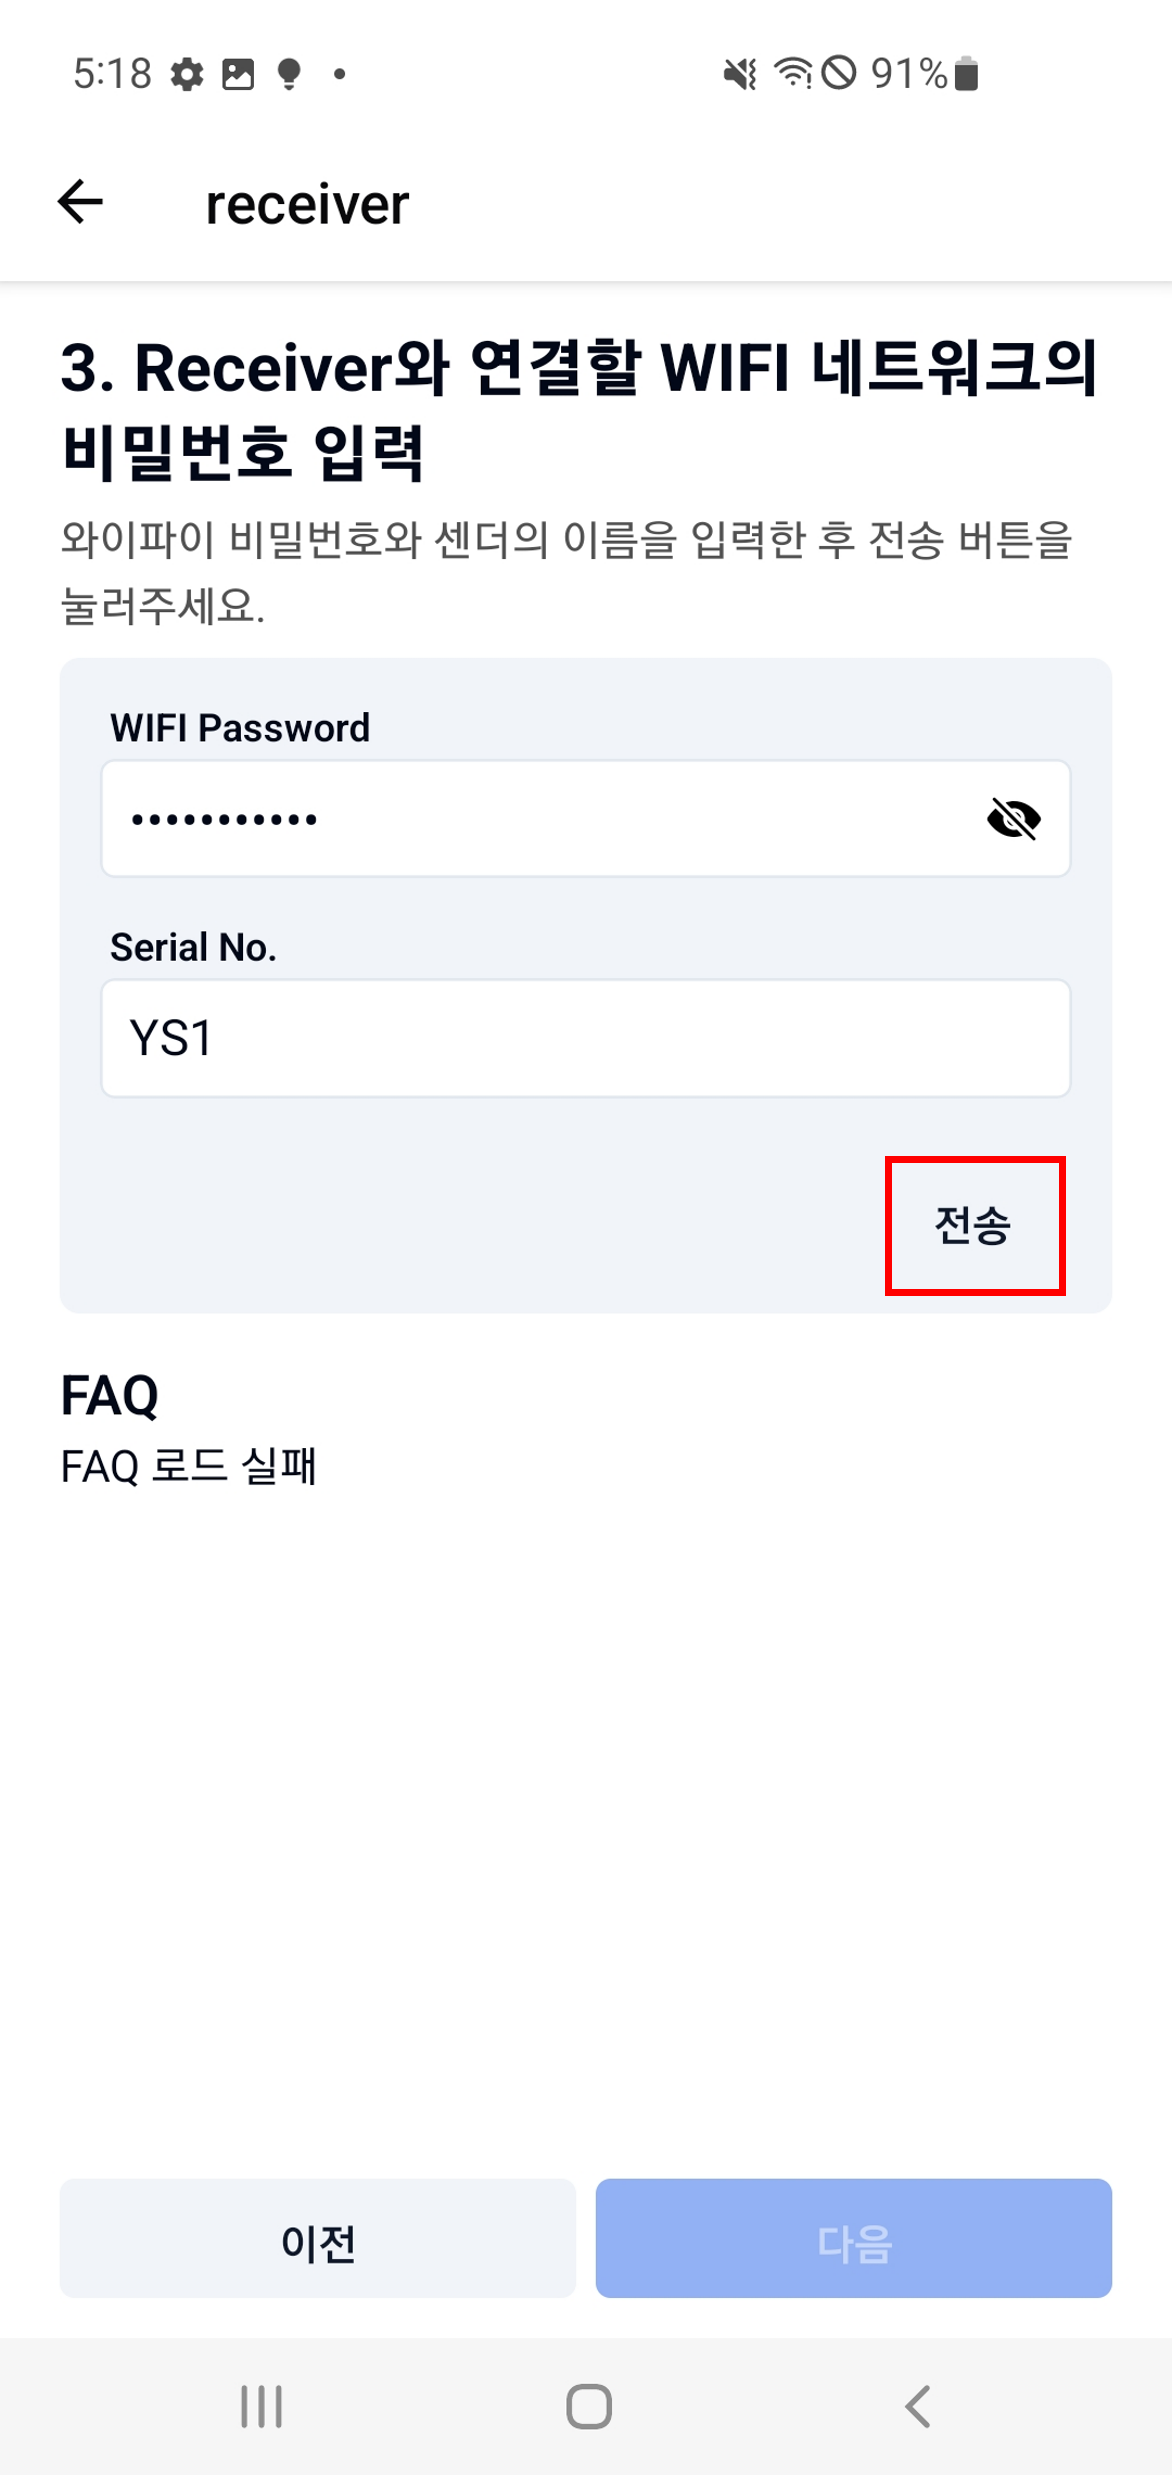 5:18
91%
receiver
3. Receiver와 연결할 WIFI 네트워크의
비밀번호 입력
와이파이 비밀번호와 센더의 이름을 입력한 후 전송 버튼을
눌러주세요.
WIFI Password
•••••••••••
Serial No.
YS1
전송
FAQ
FAQ 로드 실패
이전
다음